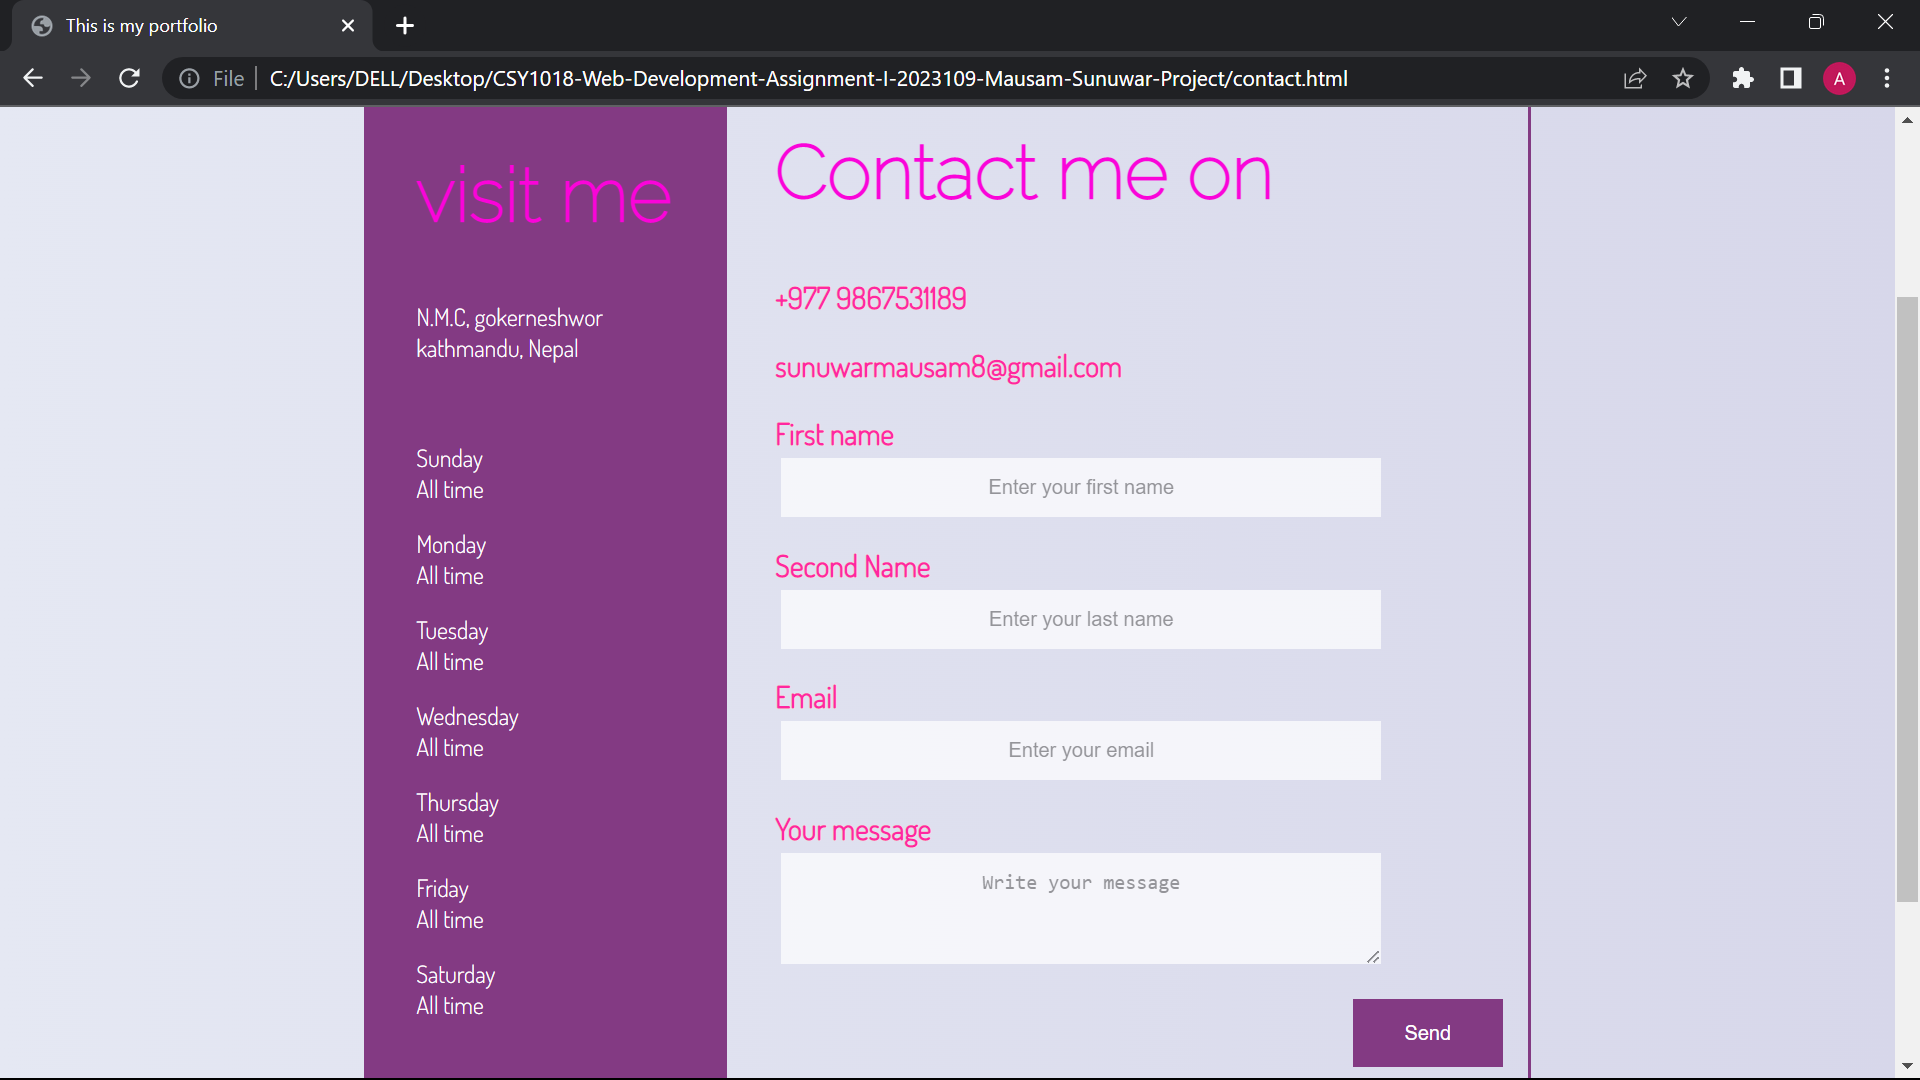 This is my portfolio
File C:/Users/DELL/Desktop/CSY1018-Web-Development-Assignment-I-2023109-Mausam-Sunuwar-Project/contact.html
A
visit me
N.M.C, gokerneshwor
kathmandu, Nepal
Sunday
All time
Monday
All time
Tuesday
All time
Wednesday
All time
Thursday
All time
Friday
All time
Saturday
All time
Contact me on
+977 9867531189
sunuwarmausam8@gmail.com
First name
Enter your first name
Second Name
Enter your last name
Email
Enter your email
Your message
Write your message
Send